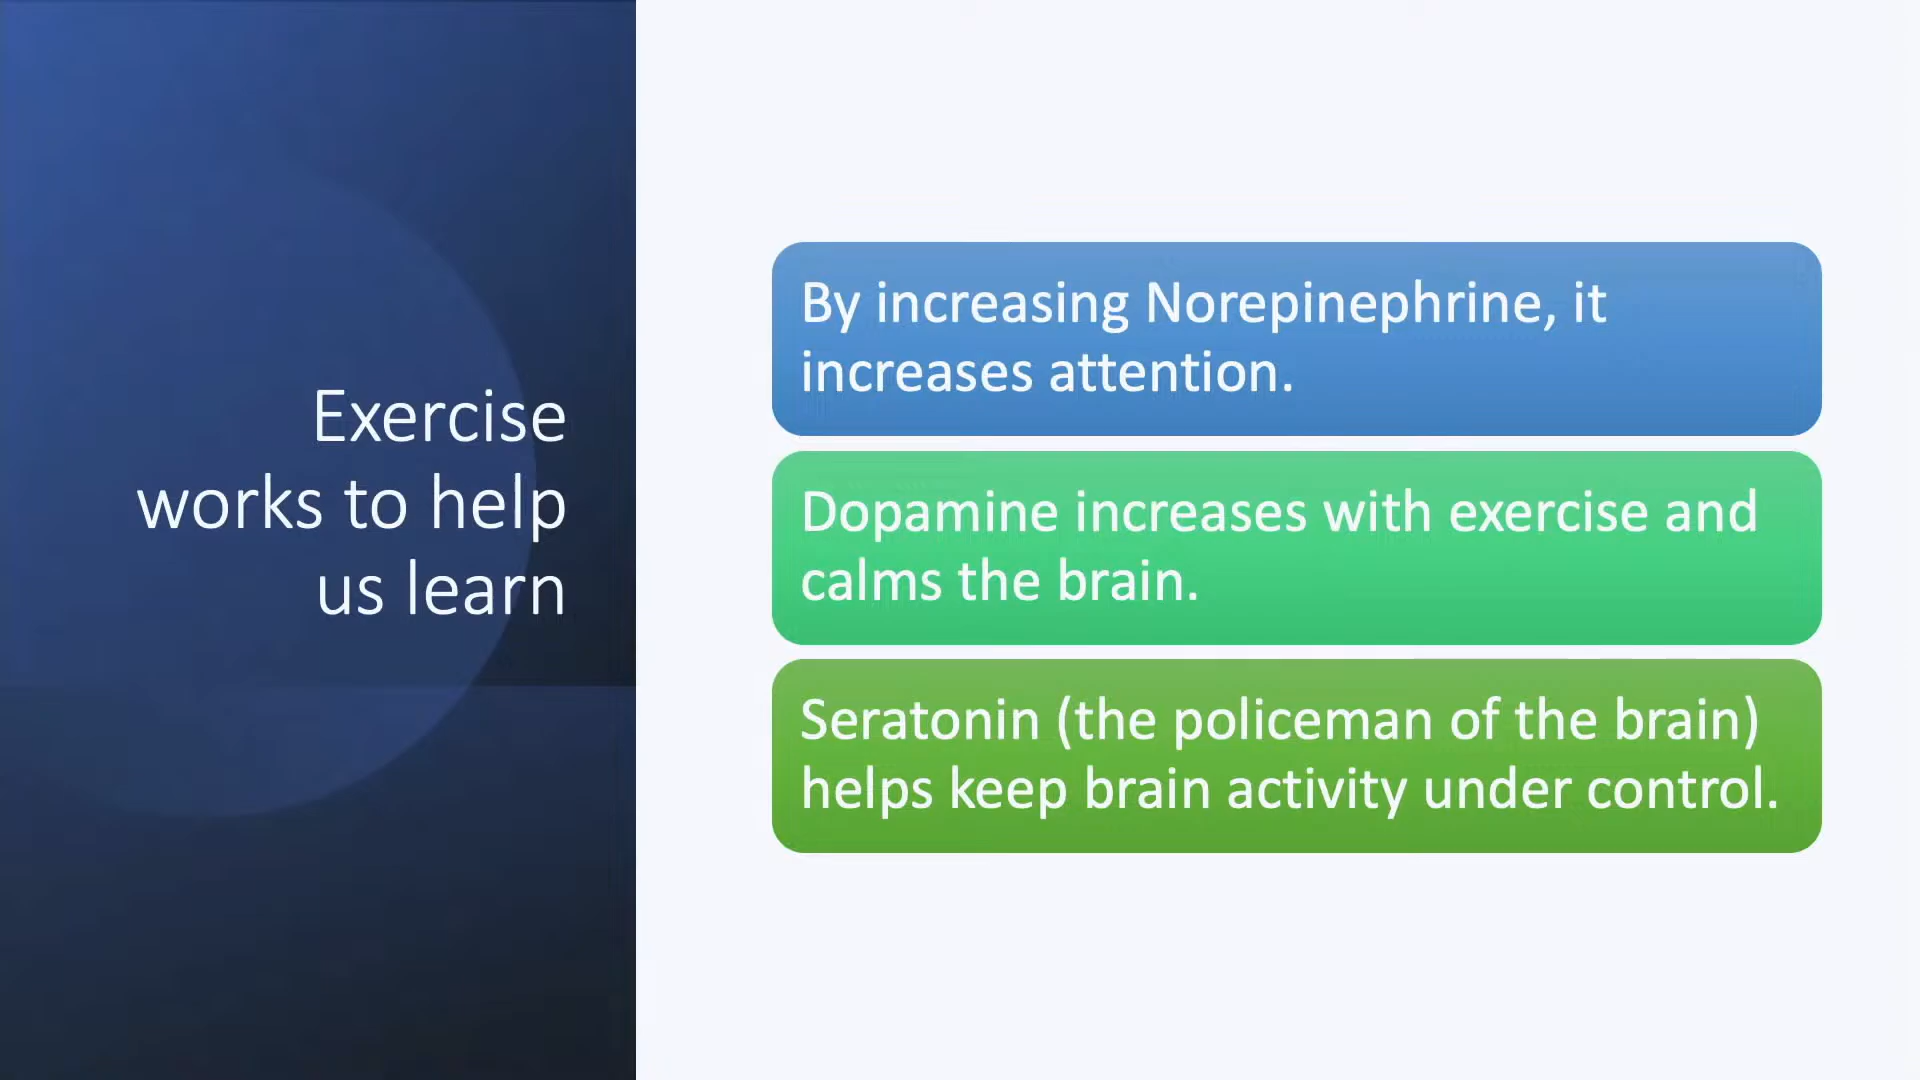 Exercise
works to help
us learn
By increasing Norepinephrine, it
increases attention.
Dopamine increases with exercise and
calms the brain.
Seratonin (the policeman of the brain)
helps keep brain activity under control.